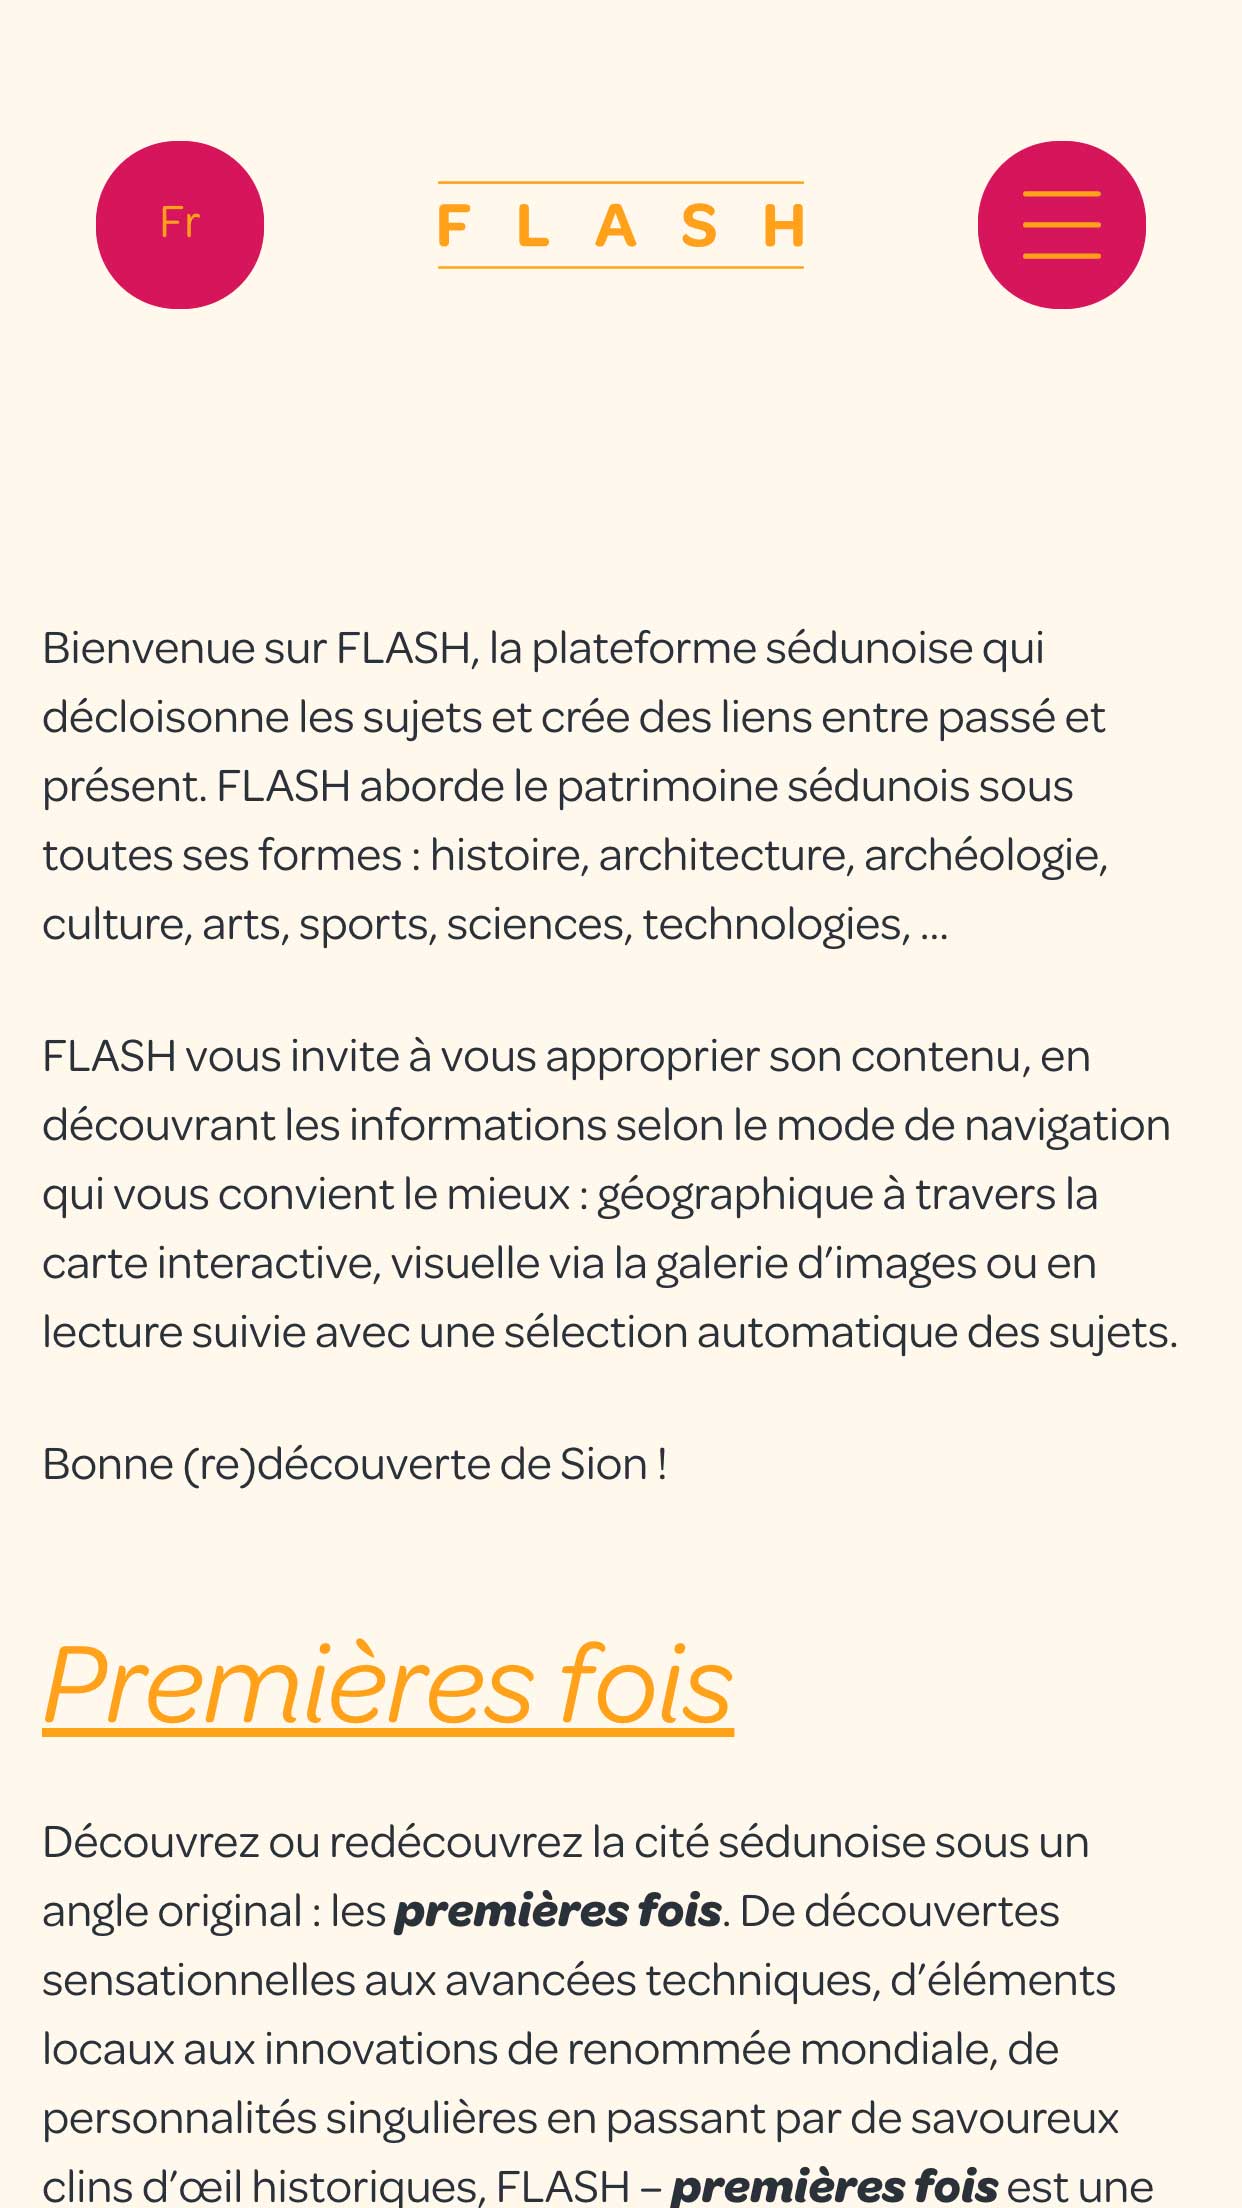 Fr
FLASH
Bienvenue sur FLASH, la plateforme sédunoise qui
décloisonne les sujets et crée des liens entre passé et
présent. FLASH aborde le patrimoine sédunois sous
toutes ses formes : histoire, architecture, archéologie,
culture, arts, sports, sciences, technologies, ...
FLASH vous invite à vous approprier son contenu, en
découvrant les informations selon le mode de navigation
qui vous convient le mieux : géographique à travers la
carte interactive, visuelle via la galerie d’images ou en
lecture suivie avec une sélection automatique des sujets.
Bonne (re)découverte de Sion !
Premières fois
Découvrez ou redécouvrez la cité sédunoise sous un
angle original : les premières fois. De découvertes
sensationnelles aux avancées techniques, d’éléments
locaux aux innovations de renommée mondiale, de
personnalités singulières en passant par de savoureux
clins d’œil historiques, FLASH – premières fois est une